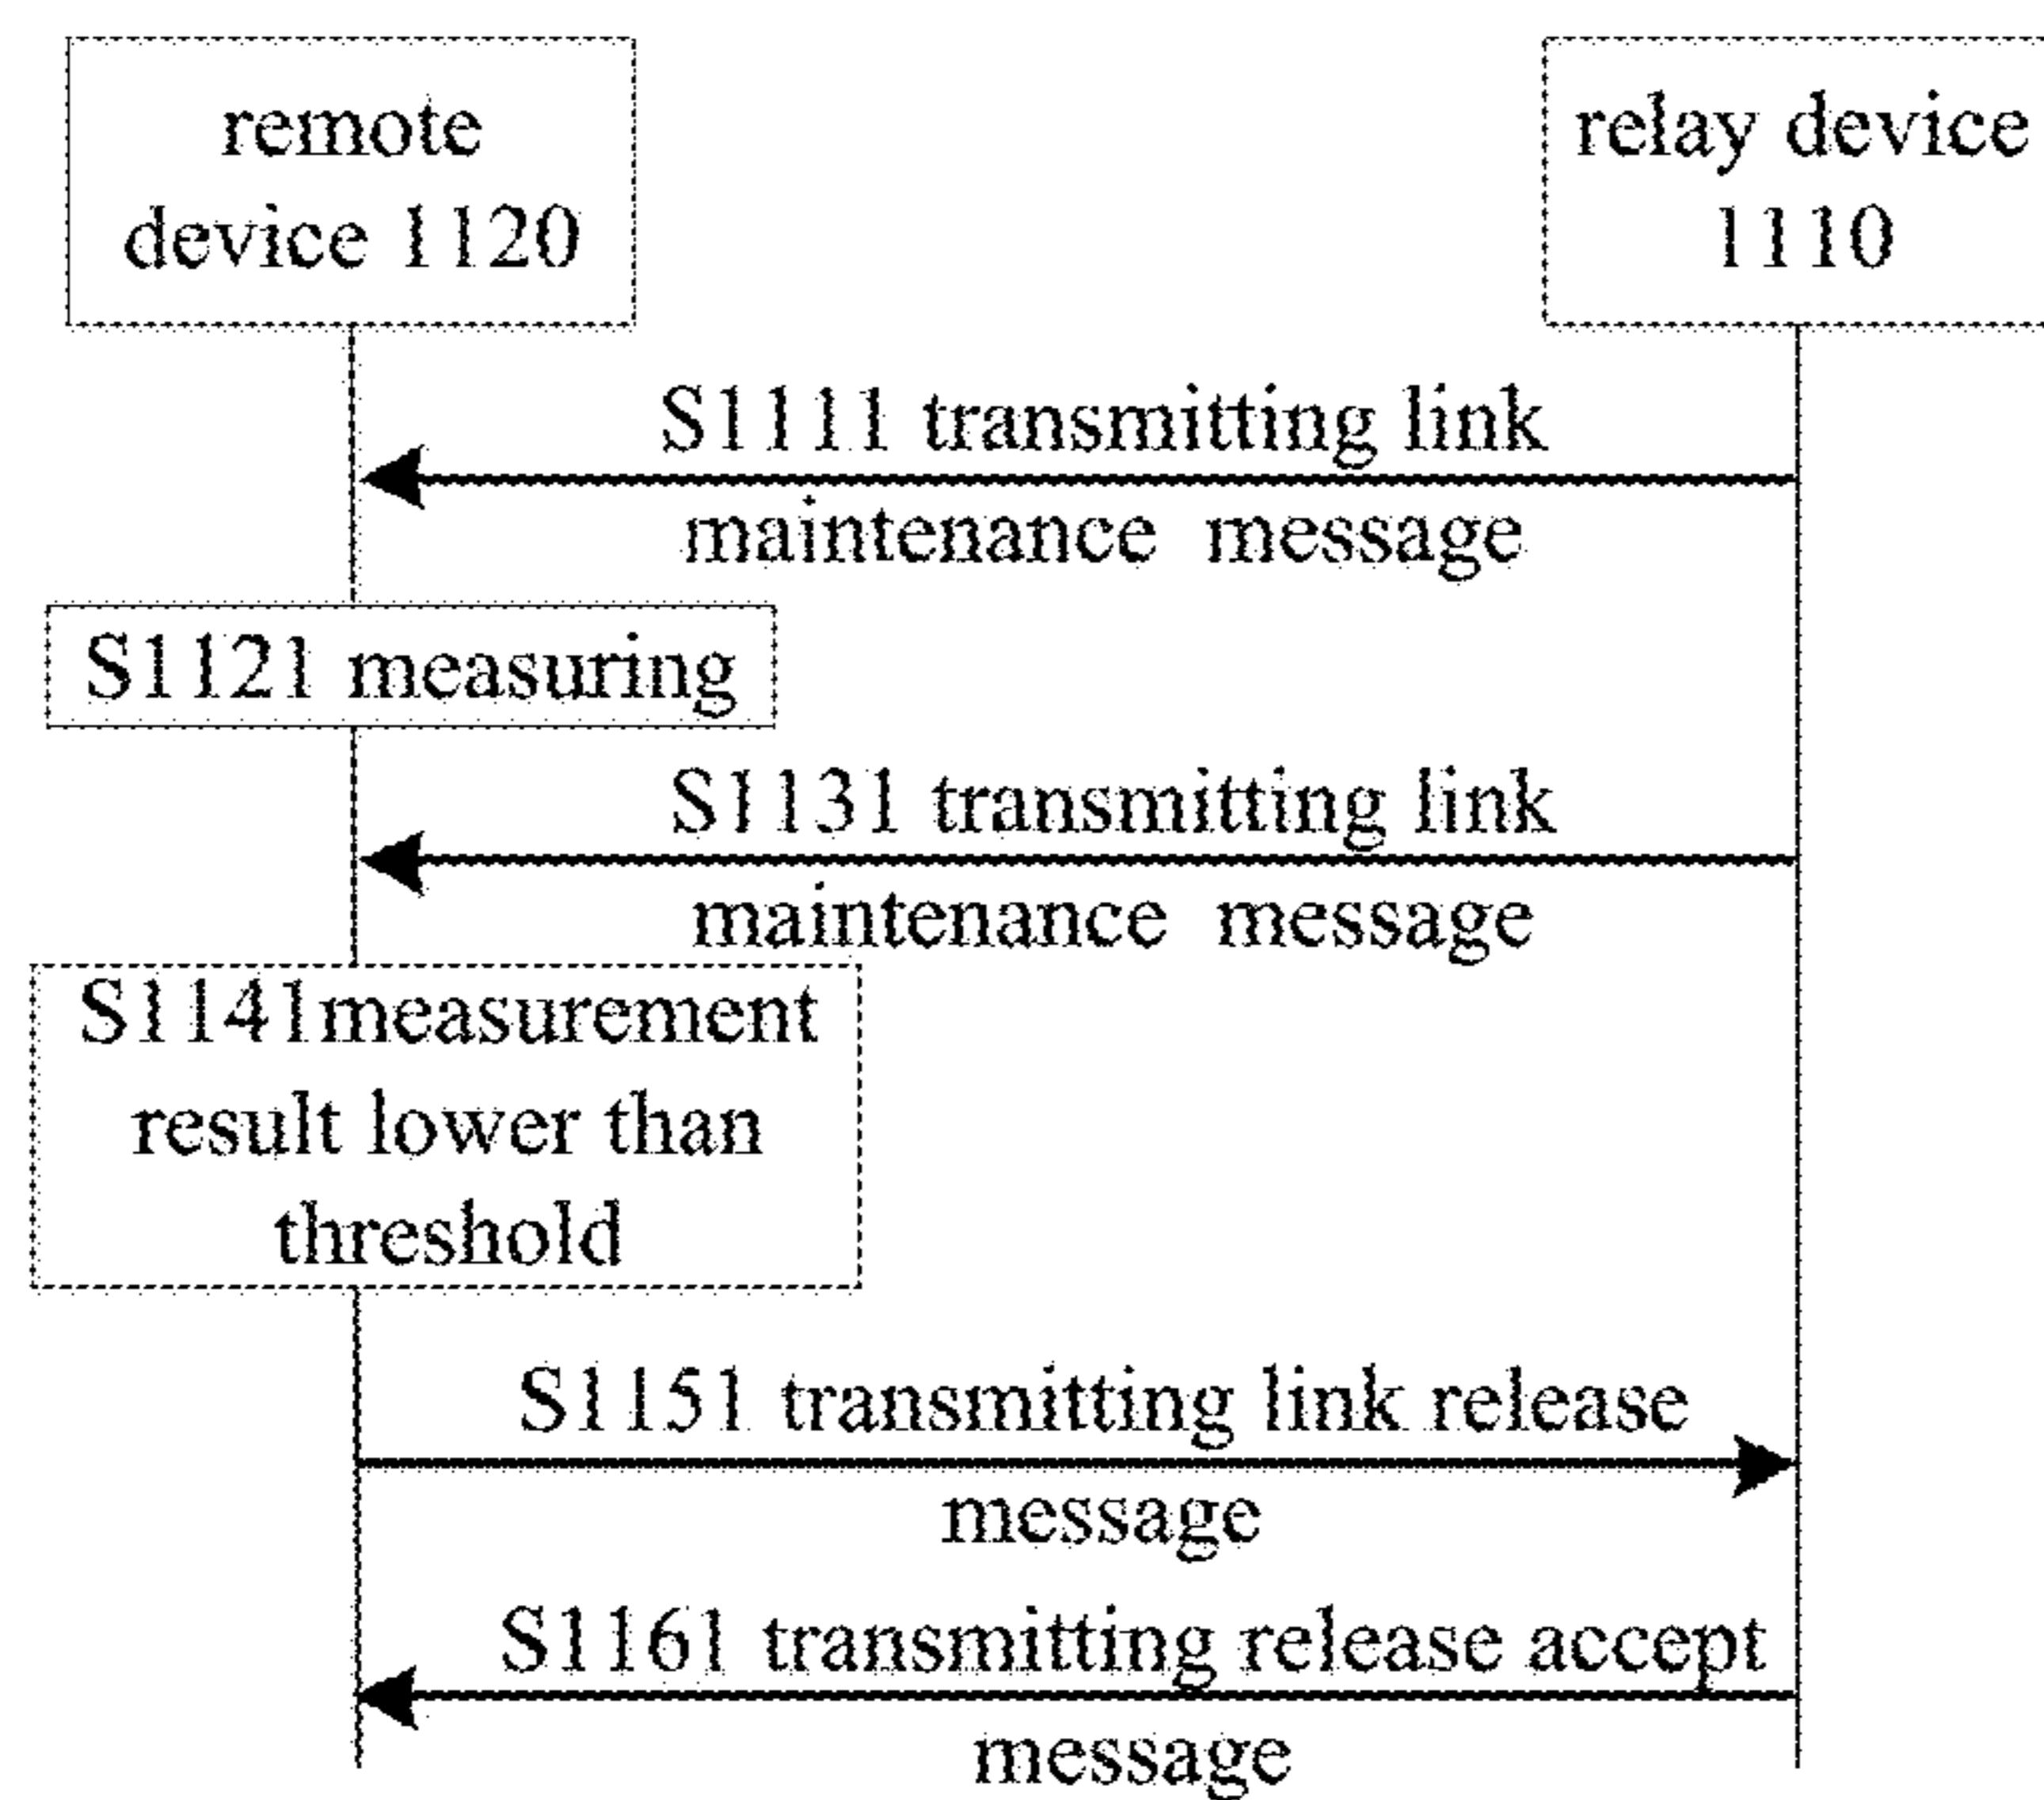 remote
device 1120
relay device
1110
S1111 transmitting link
maintenance message
S1121 measuring
S1131 transmitting link
maintenance message
S1141measurement
result lower than
threshold
S1151 transmitting link release
message
S1161 transmitting release accept
message